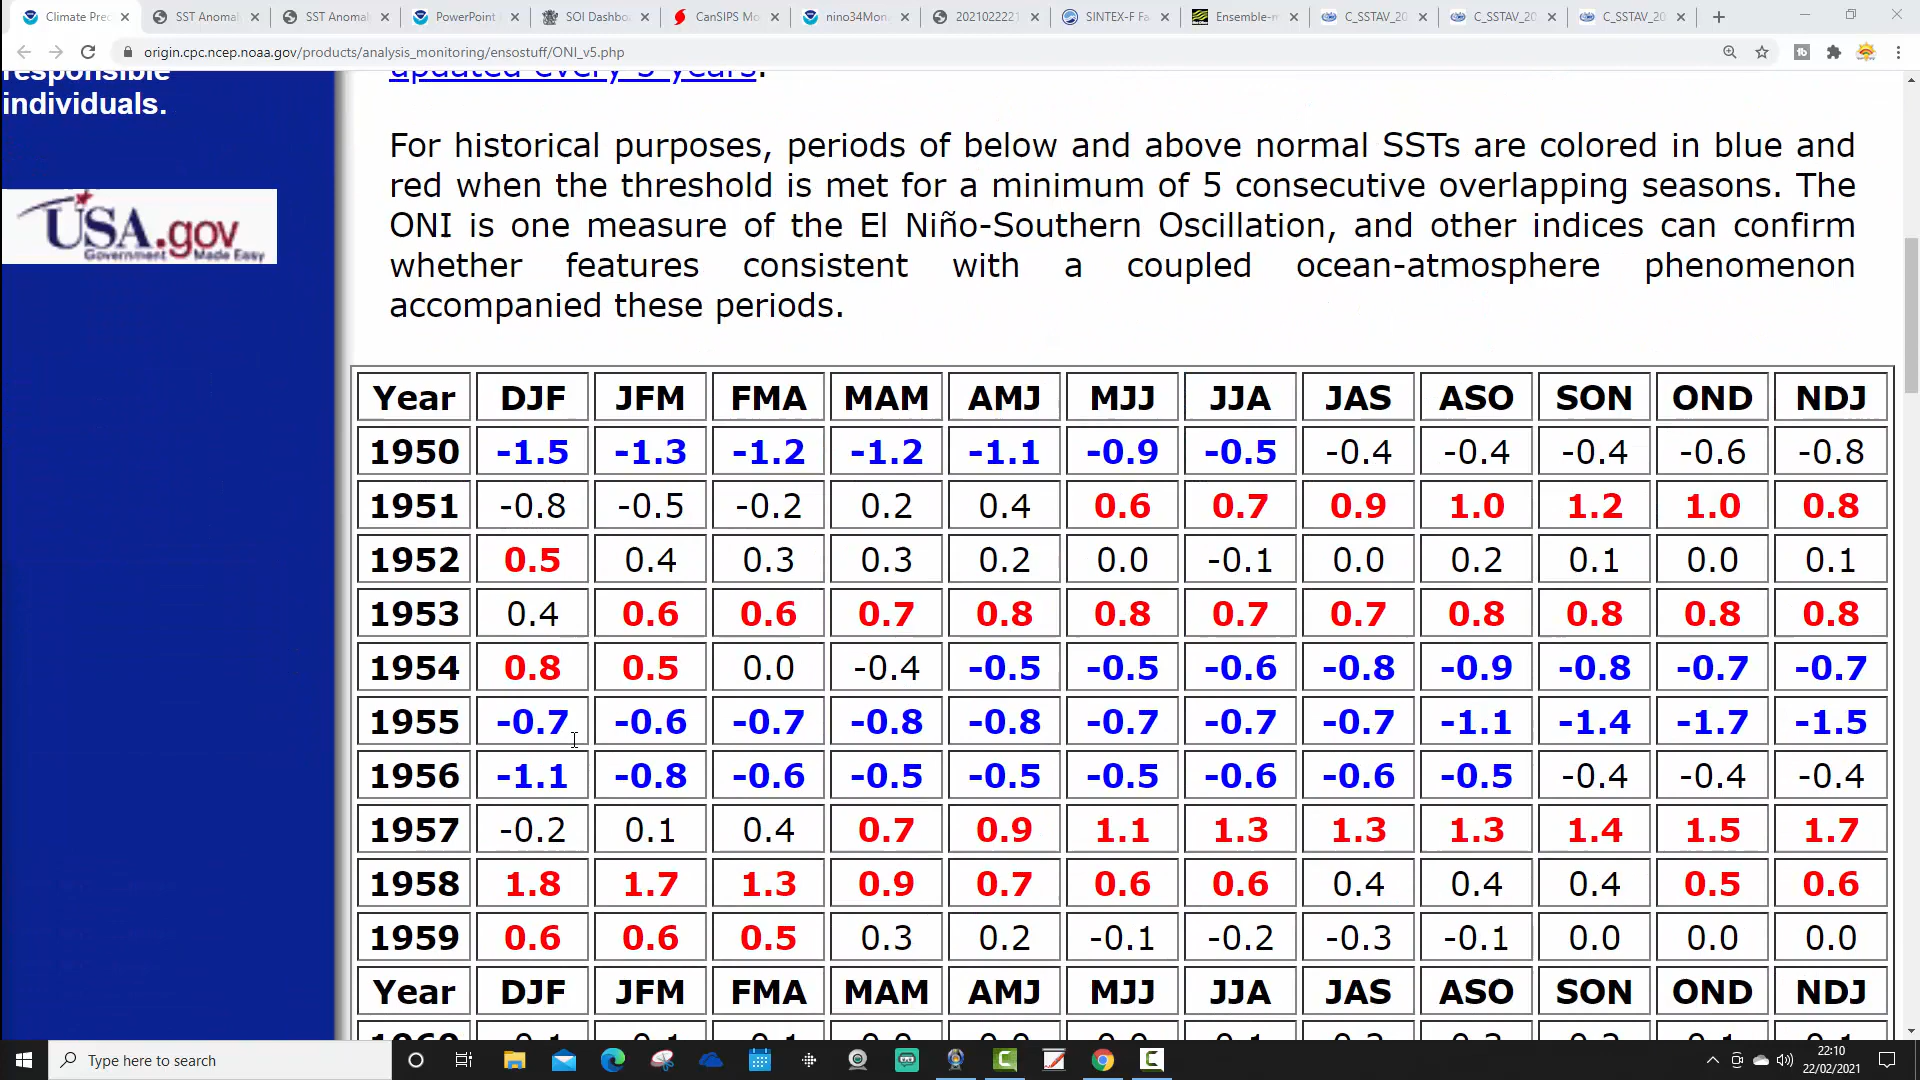 Climate Prec
SST Anomal
SST Anomal
PowerPoint
SOI Dashbo
CanSIPS Mo
nino34Mon
2021022221
SINTEX-F Fa
Ensemble-m
C_SSTAV_20
C_SSTAV_20
C_SSTAV_20
origin.cpc.ncep.noaa.gov/products/analysis_monitoring/ensostuff/ONI_v5.php
responsible
individuals.
USA.gov
Government Made Easy
updated every 5 years.
For historical purposes, periods of below and above normal SSTs are colored in blue and
red when the threshold is met for a minimum of 5 consecutive overlapping seasons. The
ONI is one measure of the El Niño-Southern Oscillation, and other indices can confirm
whether features consistent with a coupled ocean-atmosphere phenomenon
accompanied these periods.
Year DJF JFM FMA MAM AMJ MJJ JJA JAS ASO SON OND NDJ
1950 -1.5 -1.3 -1.2 -1.2 -1.1 -0.9 -0.5 -0.4 -0.4 -0.4 -0.6 -0.8
1951 -0.8 -0.5 -0.2 0.2 0.4 0.6 0.7 0.9 1.0 1.2 1.0 0.8
1952 0.5 0.4 0.3 0.3 0.2 0.0 -0.1 0.0 0.2 0.1 0.0 0.1
1953 0.4 0.6 0.6 0.7 0.8 0.8 0.7 0.7 0.8 0.8 0.8 0.8
1954 0.8 0.5 0.0 -0.4 -0.5 -0.5 -0.6 -0.8 -0.9 -0.8 -0.7 -0.7
1955 -0.7 -0.6 -0.7 -0.8 -0.8 -0.7 -0.7 -0.7 -1.1 -1.4 -1.7 -1.5
1956 -1.1 -0.8 -0.6 -0.5 -0.5 -0.5 -0.6 -0.6 -0.5 -0.4 -0.4 -0.4
1957 -0.2 0.1 0.4 0.7 0.9 1.1 1.3 1.3 1.3 1.4 1.5 1.7
1958 1.8 1.7 1.3 0.9 0.7 0.6 0.6 0.4 0.4 0.4 0.5 0.6
1959 0.6 0.6 0.5 0.3 0.2 -0.1 -0.2 -0.3 -0.1 0.0 0.0 0.0
Year DJF JFM FMA MAM AMJ MJJ JJA JAS ASO SON OND NDJ
Type here to search
22:10
22/02/2021